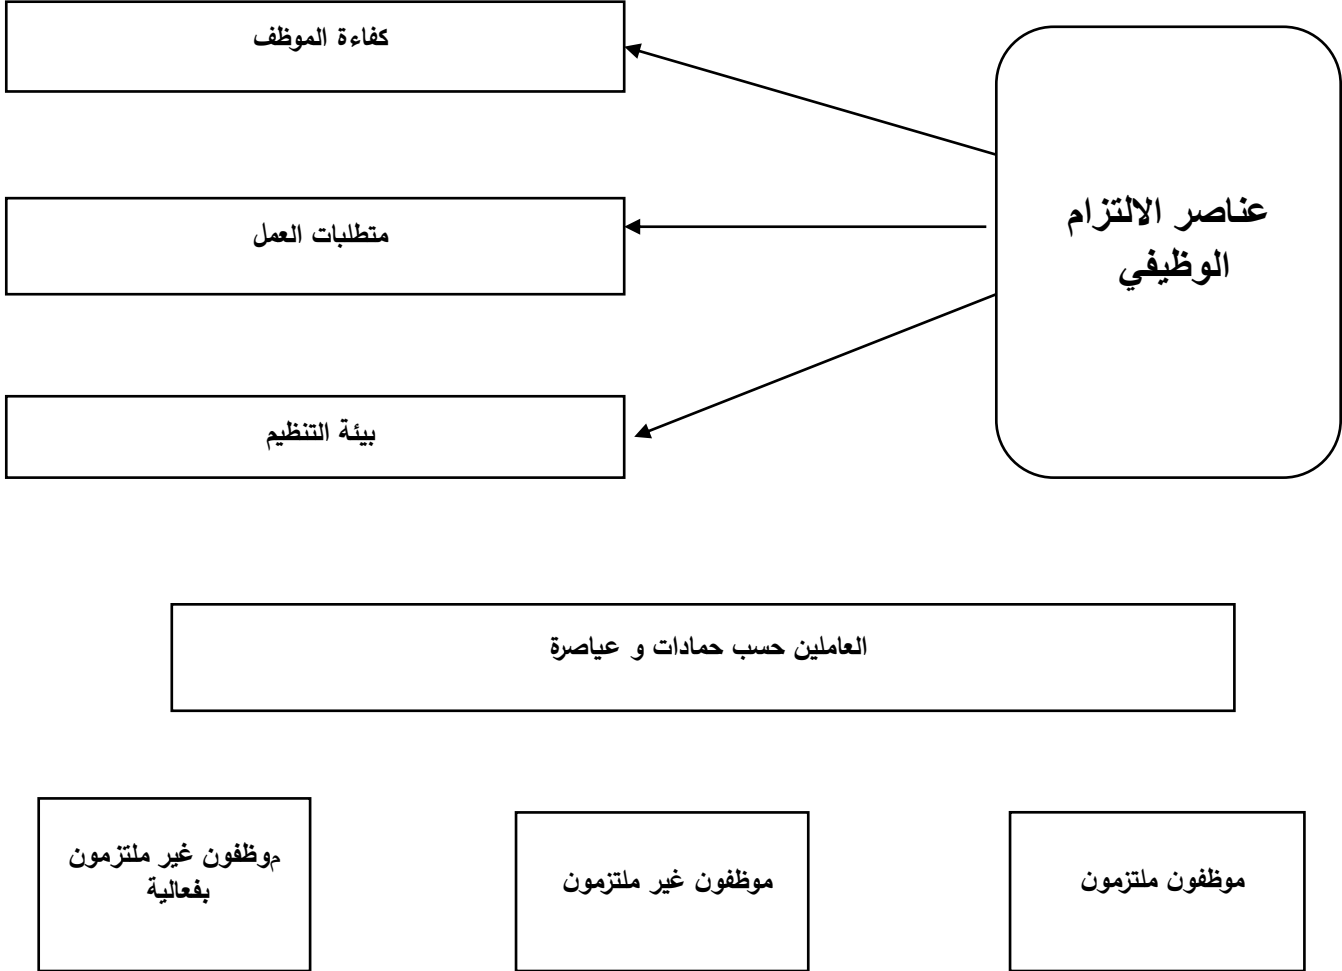 عناصر الالتزام
الوظيفي
كفاءة الموظف
متطلبات العمل
بيئة التنظيم
العاملين حسب حمادات و عياصرة
موظفون ملتزمون
موظفون غير ملتزمون
موظفون غير ملتزمون
بفعالية